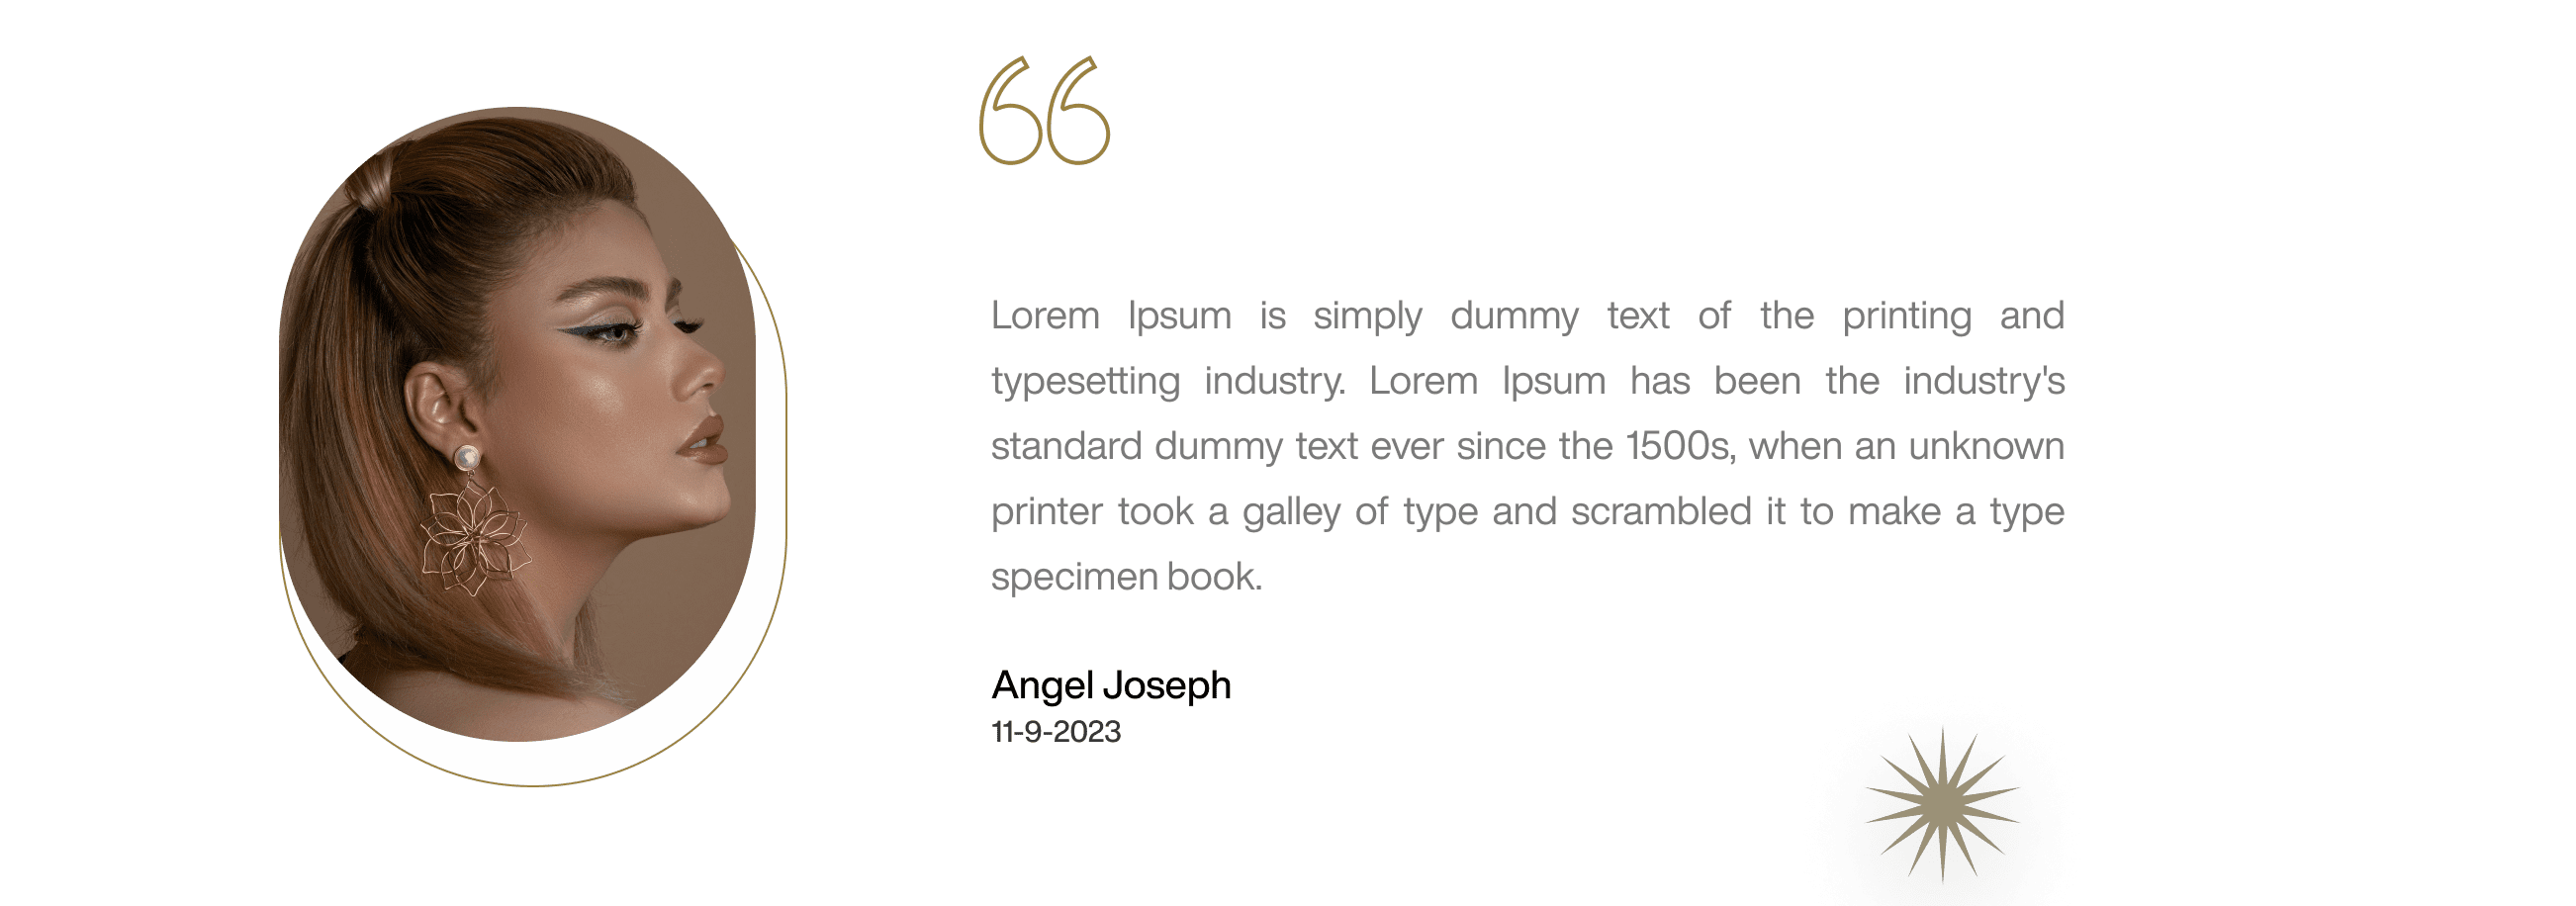 “
Lorem Ipsum is simply dummy text of the printing and
typesetting industry. Lorem Ipsum has been the industry's
standard dummy text ever since the 1500s, when an unknown
printer took a galley of type and scrambled it to make a type
specimen book.
Angel Joseph
11-9-2023